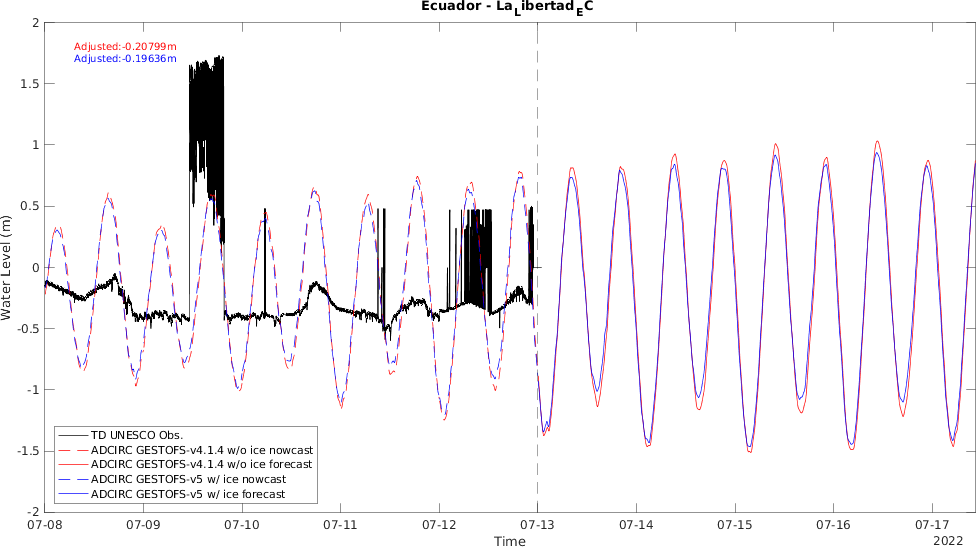 Ecuador - LaLibertadEC
Adjusted:-0.20799m
Adjusted:-0.19636m
Water Level (m)
2
1.5
1
0.5
0
-0.5
-1
-1.5
-2
TD UNESCO Obs.
ADCIRC GESTOFS-v4.1.4 w/o ice nowcast
ADCIRC GESTOFS-v4.1.4 w/o ice forecast
ADCIRC GESTOFS-v5 w/ ice nowcast
ADCIRC GESTOFS-v5 w/ ice forecast
07-08 07-09 07-10 07-11 07-12 07-13 07-14 07-15 07-16 07-17
Time
2022